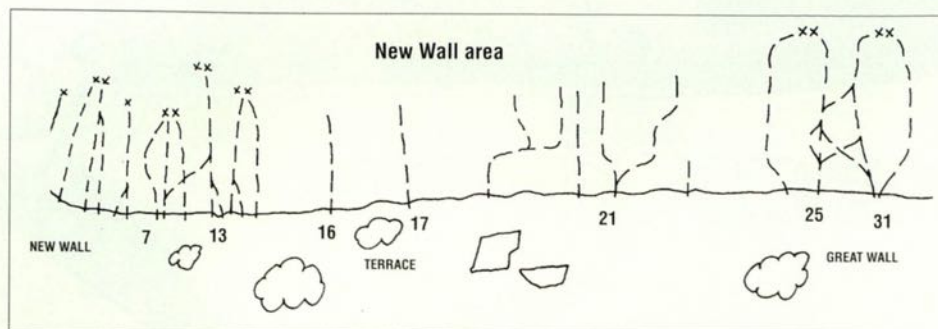 New Wall area
7
13
16
17
21
25
31
NEW WALL
TERRACE
GREAT WALL